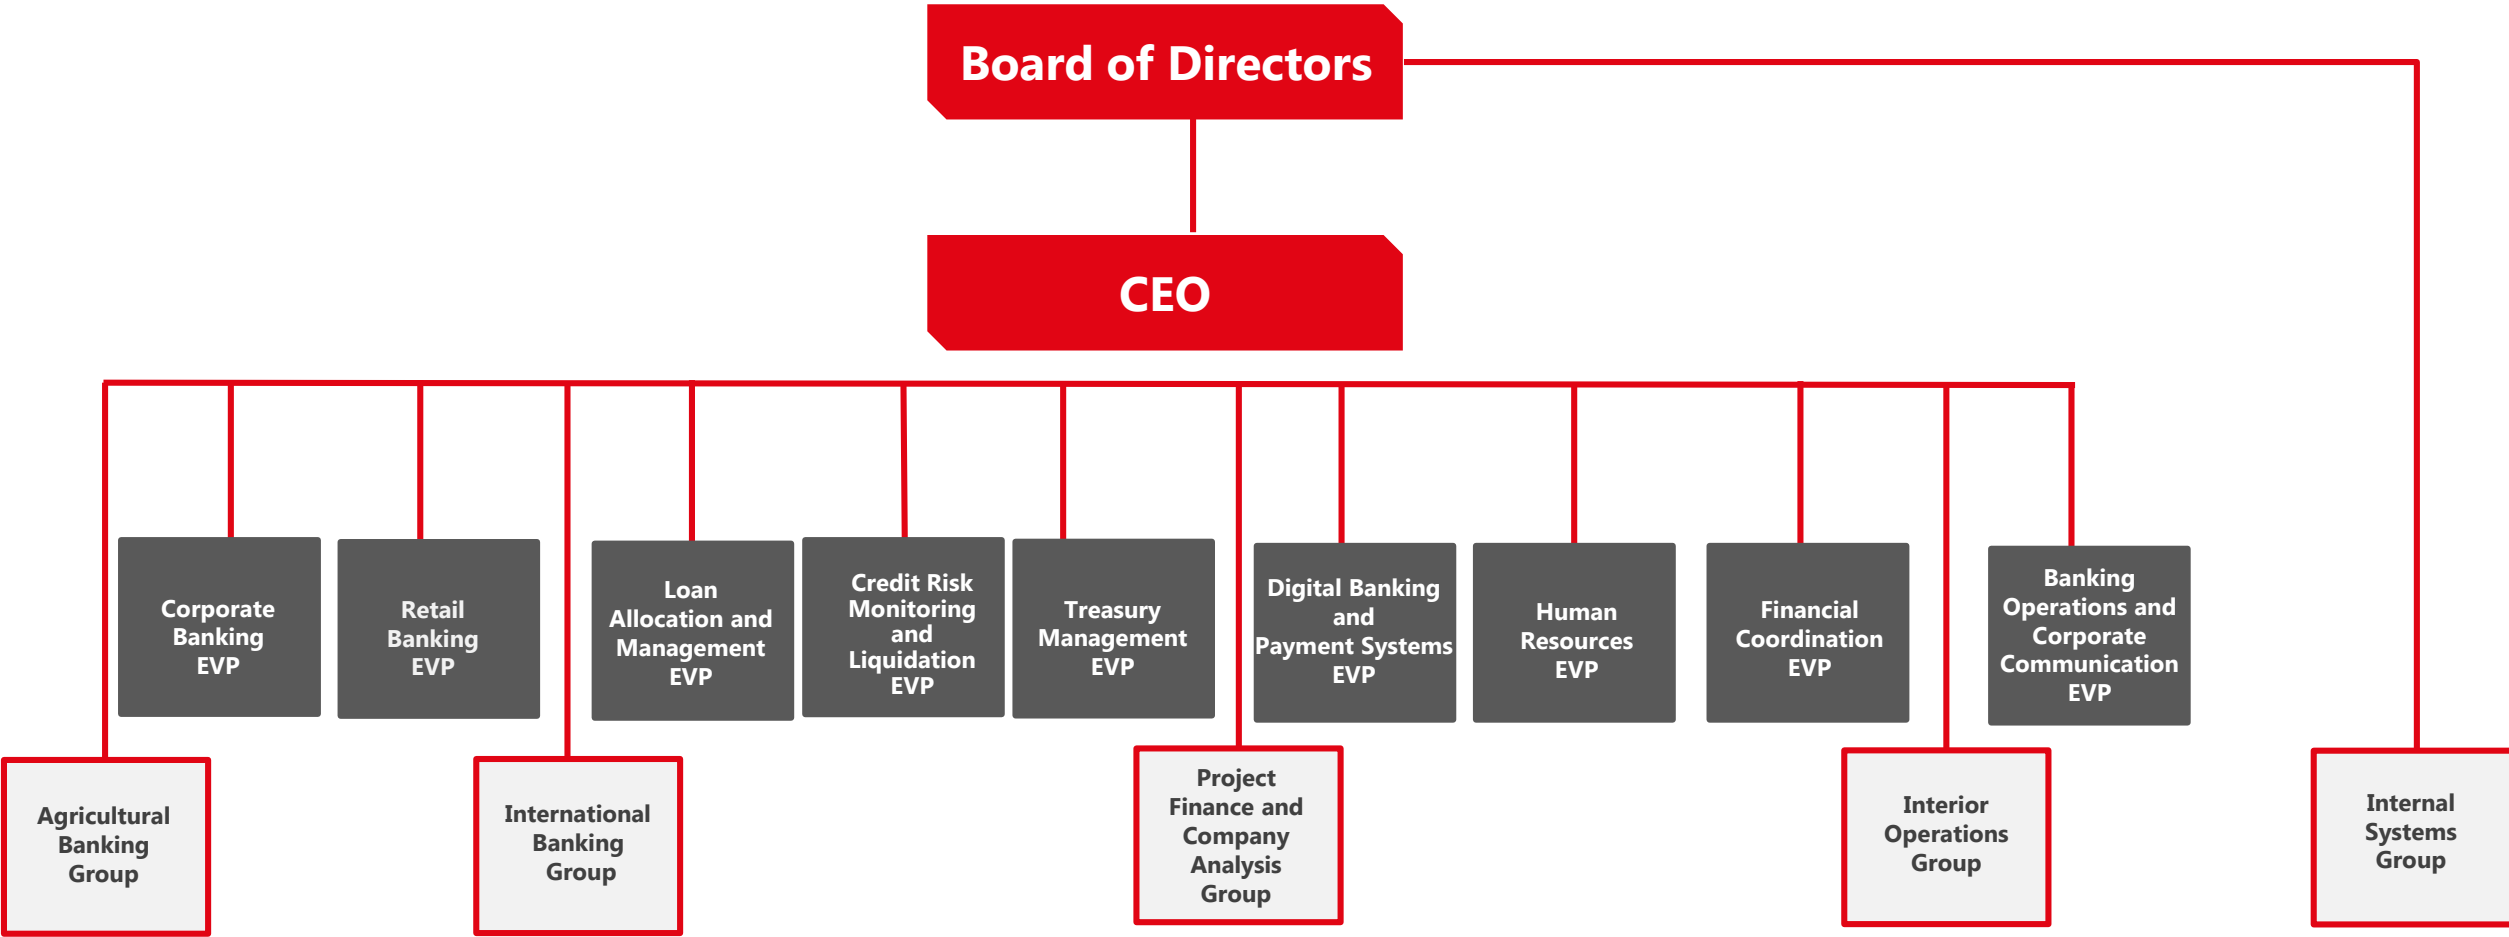 Board of Directors
CEO
Corporate
Banking
EVP
Retail
Banking
EVP
Loan
Allocation and
Management
EVP
Credit Risk
Monitoring
and
Liquidation
EVP
Treasury
Management
EVP
Digital Banking
and
Payment Systems
EVP
Human
Resources
EVP
Financial
Coordination
EVP
Banking
Operations and
Corporate
Communication
EVP
Agricultural
Banking
Group
International
Banking
Group
Project
Finance and
Company
Analysis
Group
Interior
Operations
Group
Internal
Systems
Group